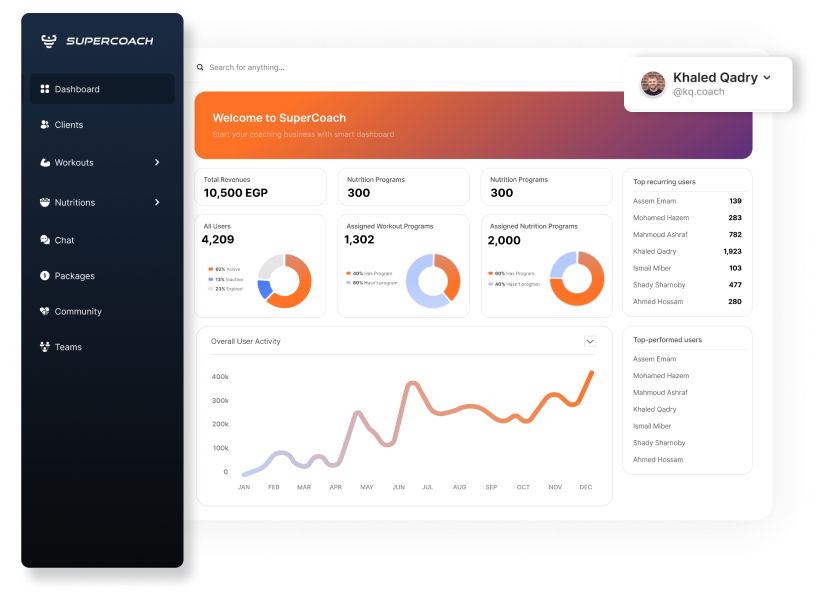 SUPERCOACH
Dashboard
Clients
Workouts
Nutritions
Chat
Packages
Community
Teams
Search for anything...
Khaled Qadry
@kq.coach
Welcome to SuperCoach
Start your coaching business with smart dashboard
Total Revenues
10,500 EGP
Nutrition Programs
300
Nutrition Programs
300
All Users
4,209
62% Active
13% Inactive
23% Expired
Assigned Workout Programs
1,302
40% Has Program
60% Hasn't program
Assigned Nutrition Programs
2,000
60% Has Program
40% Hasn't program
Top recurring users
Assem Emam 139
Mohamed Hazem 283
Mahmoud Ashraf 782
Khaled Qadry 1,923
Ismail Miber 103
Shady Sharnoby 477
Ahmed Hossam 280
Overall User Activity
400k
300k
200k
100k
0
JAN FEB MAR APR MAY JUN JUL AUG SEP OCT NOV DEC
Top-performed users
Assem Emam
Mohamed Hazem
Mahmoud Ashraf
Khaled Qadry
Ismail Miber
Shady Sharnoby
Ahmed Hossam